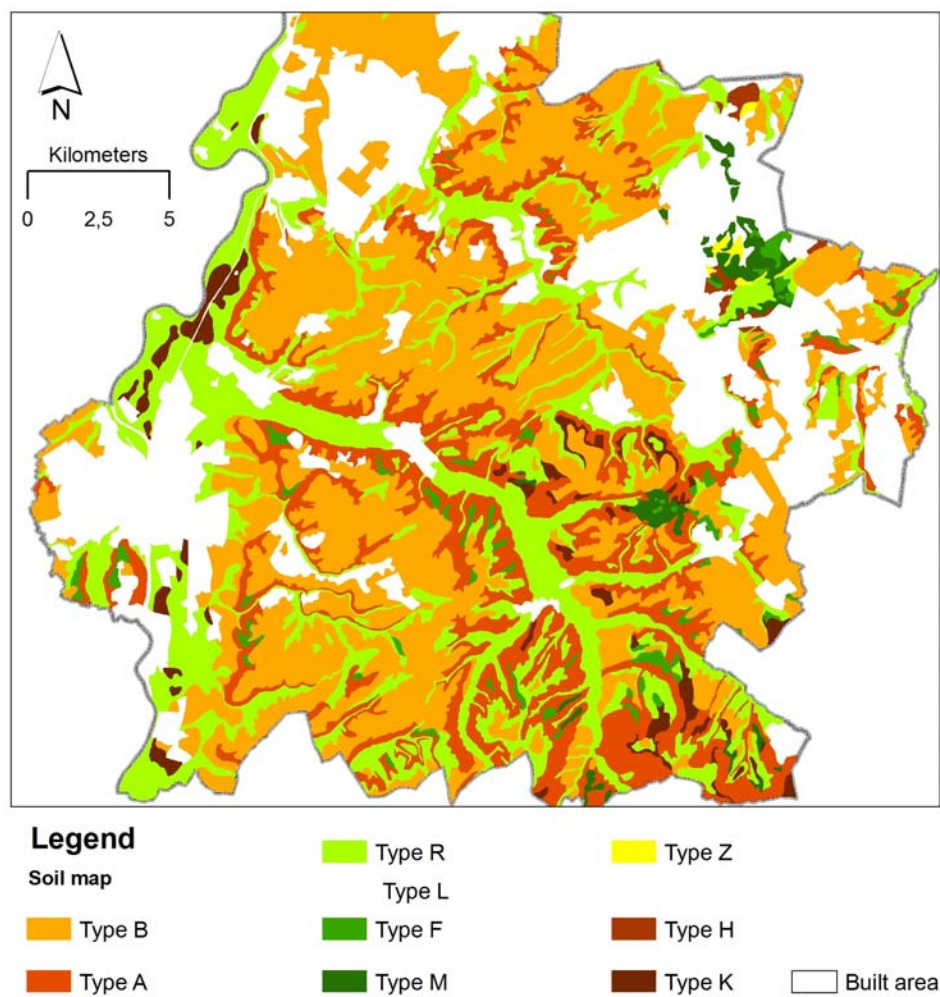 N
Kilometers
0 2,5 5
Legend
Soil map
Type B
Type A
Type R
Type L
Type F
Type M
Type Z
Type H
Type K
Built area